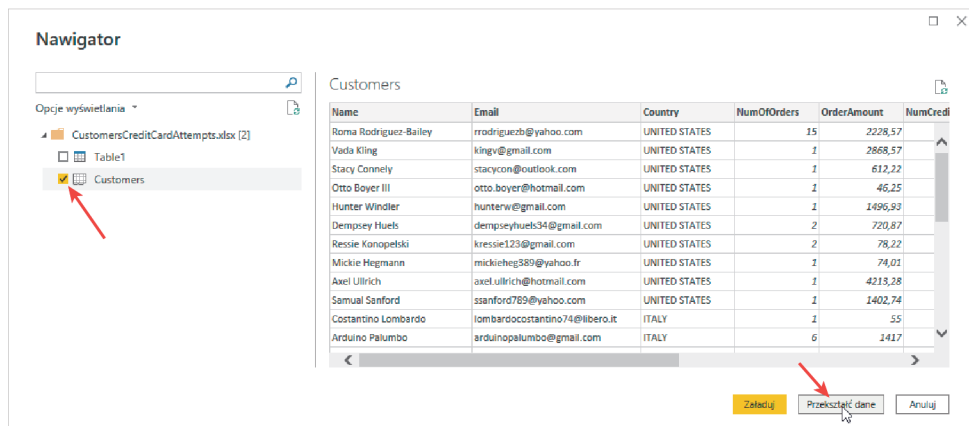 Nawigator
Customers
Opcje wyświetlania
Name Email Country NumOfOrders OrderAmount NumCredi
CustomersCreditCardAttempts.xlsx [2]
Roma Rodriguez-Bailey rrodriguezb@yahoo.com UNITED STATES 15 2228,57
Vada Kling kingv@gmail.com UNITED STATES 1 2868,57
Table1
Stacy Connely stacycon@outlook.com UNITED STATES 1 612,22
Customers
Otto Boyer III otto.boyer@hotmail.com UNITED STATES 1 46,25
Hunter Windler hunterw@gmail.com UNITED STATES 1 1496,93
Dempsey Huels dempseyhuels34@gmail.com UNITED STATES 2 720,87
Ressie Konopelski kressie123@gmail.com UNITED STATES 2 78,22
Mickie Hegmann mickieheg389@yahoo.fr UNITED STATES 1 74,01
Axel Ullrich axel.ullrich@hotmail.com UNITED STATES 1 4213,28
Samual Sanford ssanford789@yahoo.com UNITED STATES 1 1402,74
Costantino Lombardo lombardocostantino74@libero.it ITALY 1 55
Arduino Palumbo arduinopalumbo@gmail.com ITALY 6 1417
Załaduj Przekształć dane Anuluj